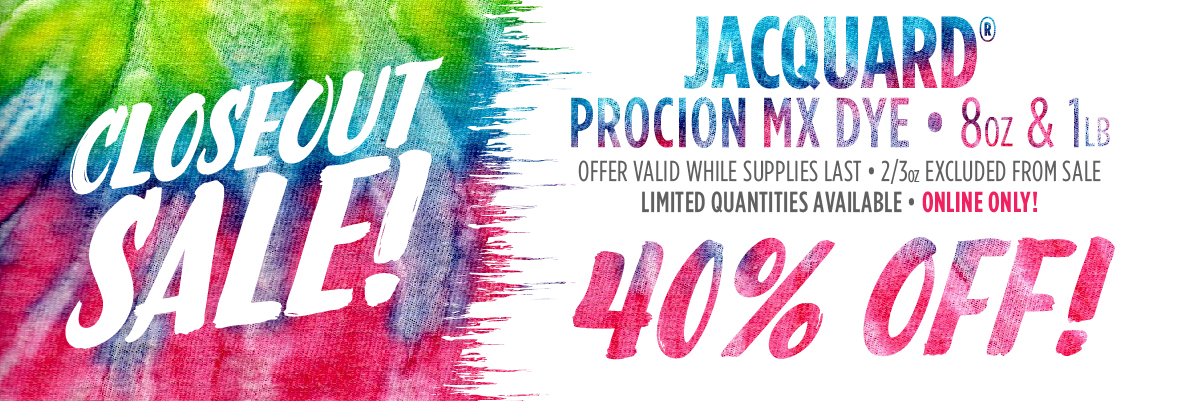 CLOSEOUT
SALE!
JACQUARD®
PROCION MX DYE • 8OZ & 1LB
OFFER VALID WHILE SUPPLIES LAST • 2/3OZ EXCLUDED FROM SALE
LIMITED QUANTITIES AVAILABLE • ONLINE ONLY!
40% OFF!